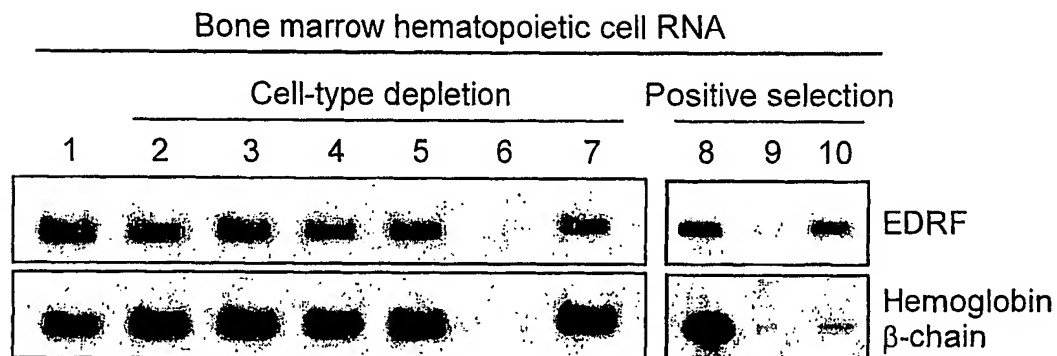 Bone marrow hematopoietic cell RNA
Cell-type depletion Positive selection
1 2 3 4 5 6 7 8 9 10
EDRF
Hemoglobin
β-chain